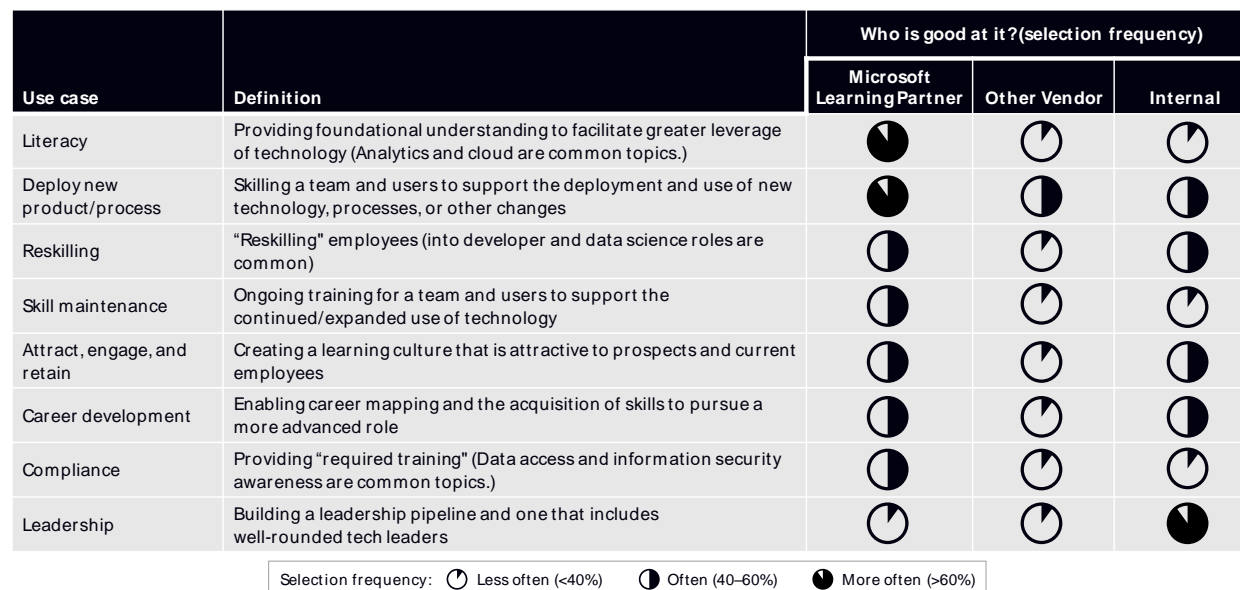 Who is good at it?(selection frequency)
Use case
Definition
Microsoft
Learning Partner
Other Vendor
Internal
Literacy
Providing foundational understanding to facilitate greater leverage
of technology (Analytics and cloud are common topics.)
Deploy new
product/process
Skilling a team and users to support the deployment and use of new
technology, processes, or other changes
Reskilling
“Reskilling" employees (into developer and data science roles are
common)
Skill maintenance
Ongoing training for a team and users to support the
continued/expanded use of technology
Attract, engage, and
retain
Creating a learning culture that is attractive to prospects and current
employees
Career development
Enabling career mapping and the acquisition of skills to pursue a
more advanced role
Compliance
Providing “required training" (Data access and information security
awareness are common topics.)
Leadership
Building a leadership pipeline and one that includes
well-rounded tech leaders
Selection frequency: Less often (<40%) Often (40–60%) More often (>60%)